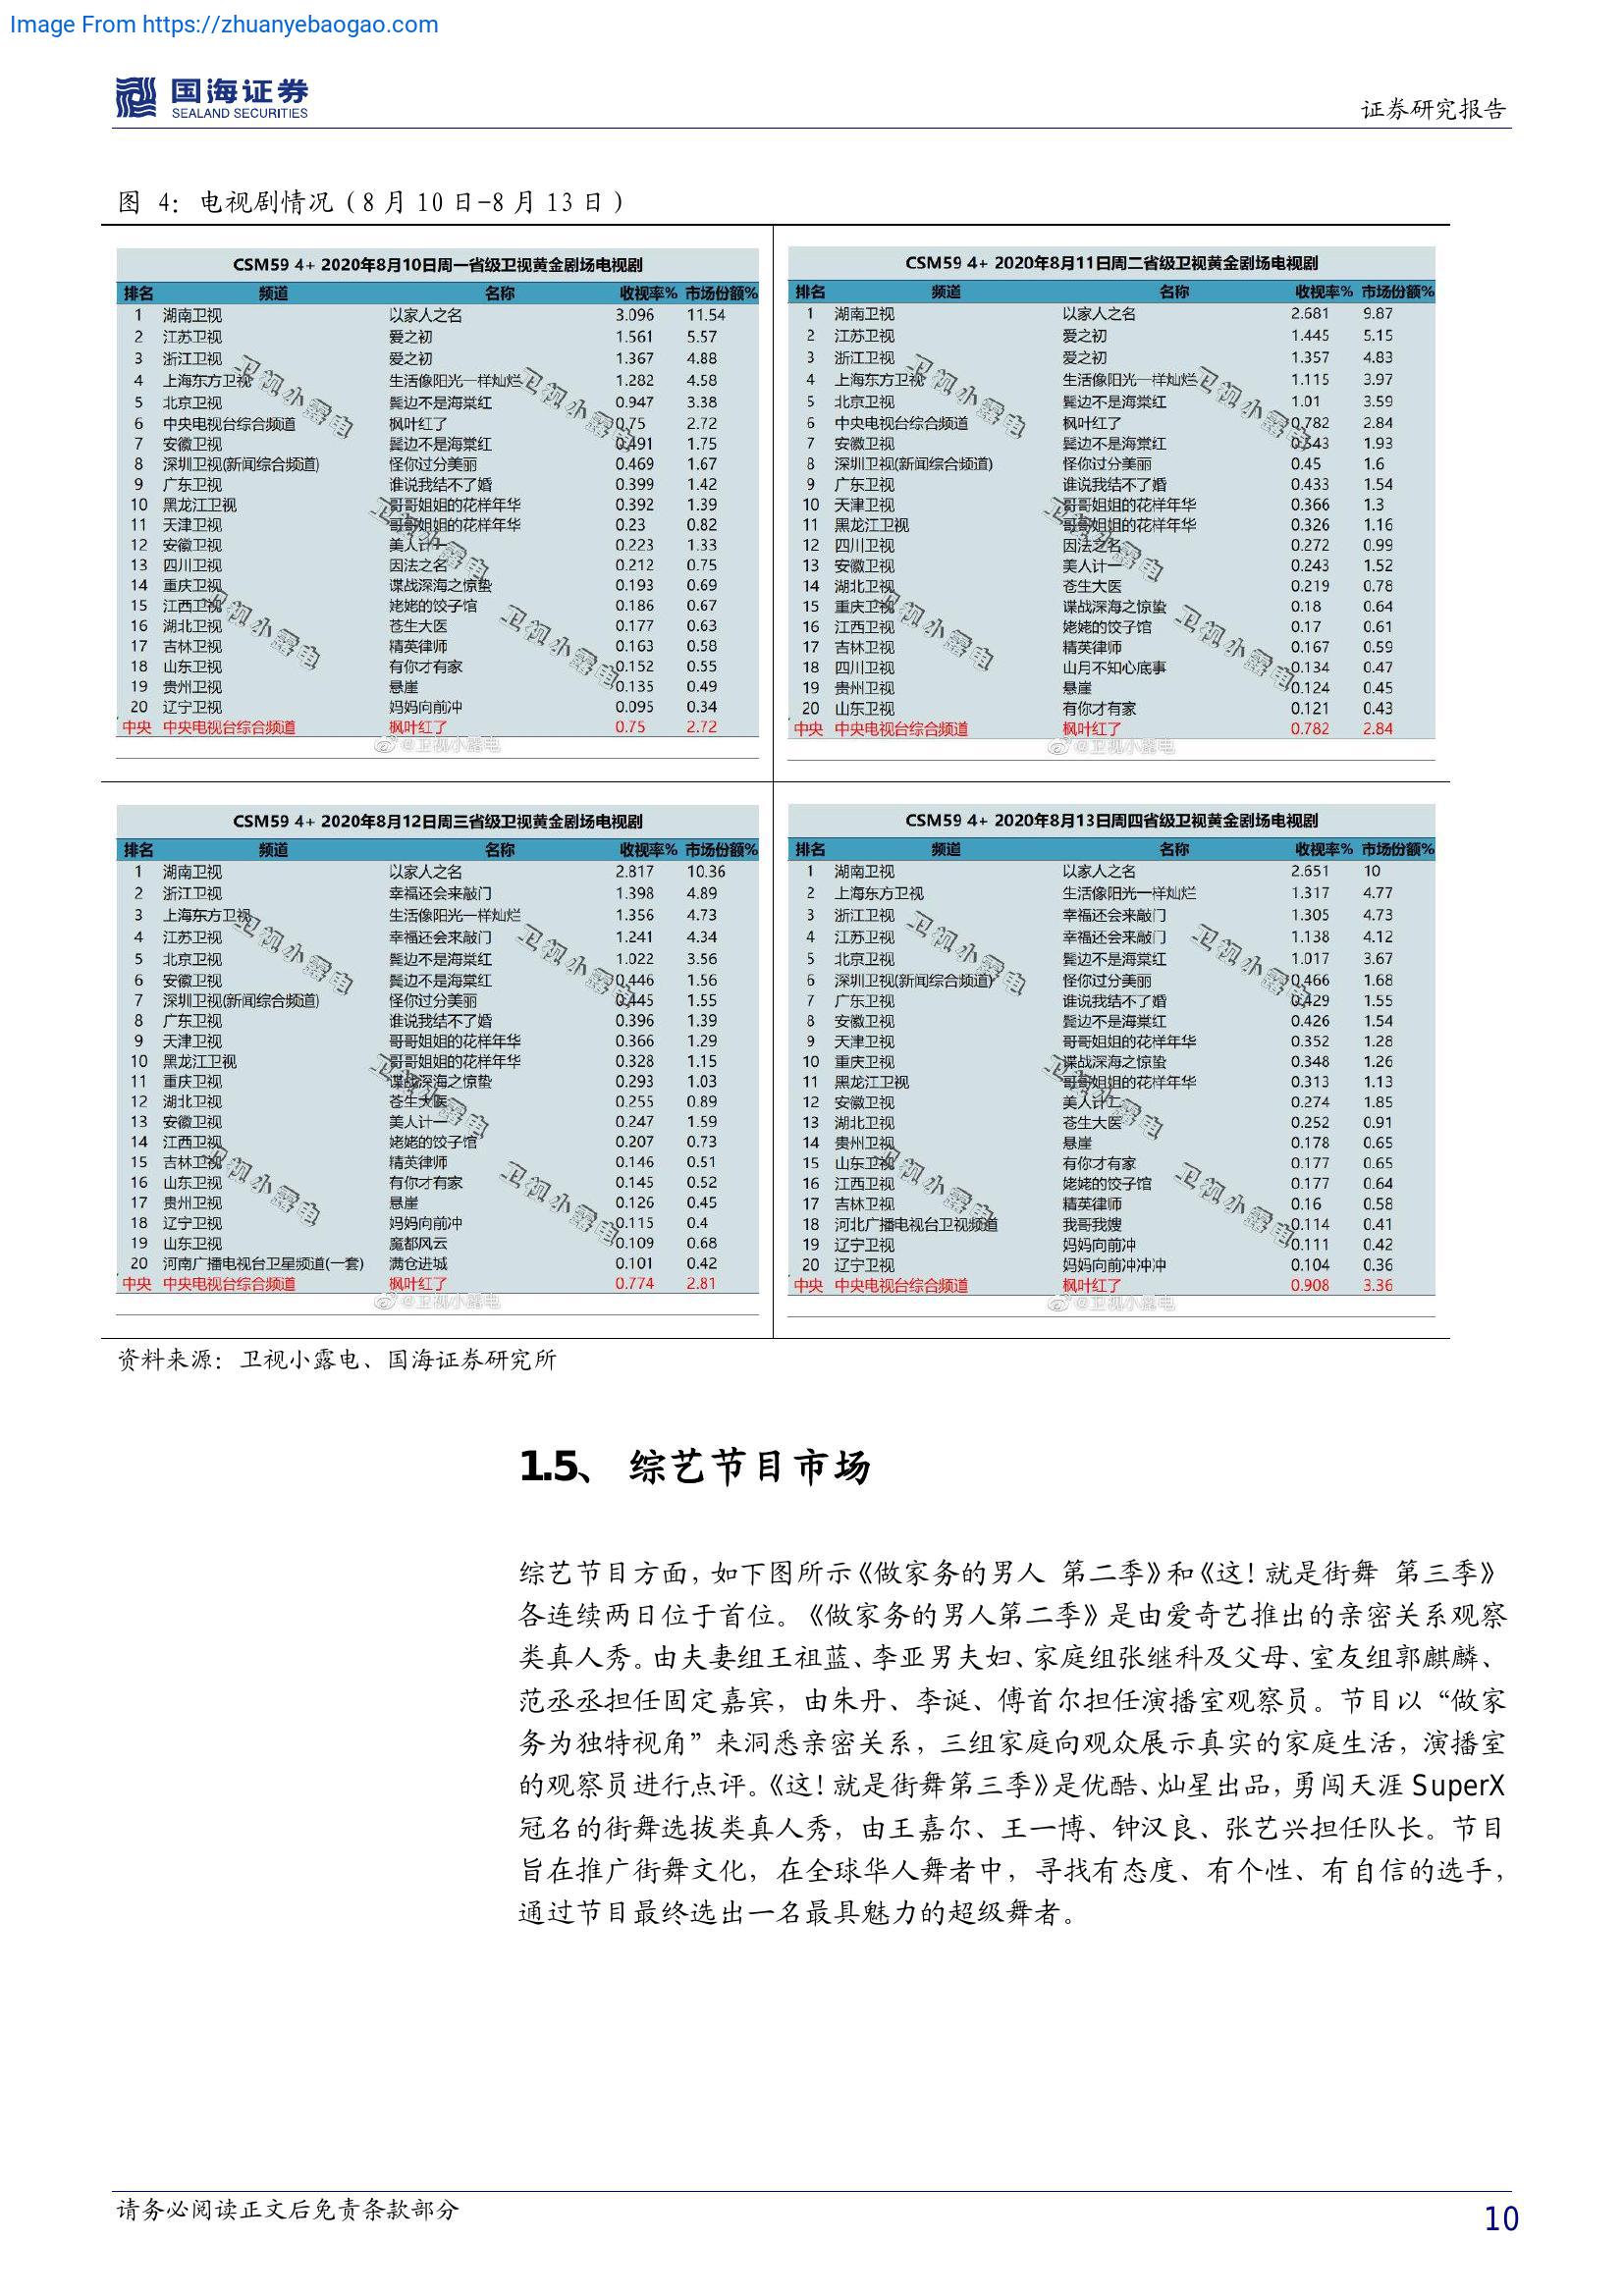 Image From https://zhuanyebaogao.com
国海证券
SEALAND SECURITIES
证券研究报告
图 4：电视剧情况（8 月 10 日-8 月 13 日）
CSM59 4+ 2020年8月10日周一省级卫视黄金剧场电视剧
排名 频道 名称 收视率% 市场份额%
1 湖南卫视 以家人之名 3.096 11.54
2 江苏卫视 爱之初 1.561 5.57
3 浙江卫视 爱之初 1.367 4.88
4 上海东方卫视 生活像阳光一样灿烂 1.282 4.58
5 北京卫视 鬓边不是海棠红 0.947 3.38
6 中央电视台综合频道 枫叶红了 0.75 2.72
7 安徽卫视 鬓边不是海棠红 0.491 1.75
8 深圳卫视(新闻综合频道) 怪你过分美丽 0.469 1.67
9 广东卫视 谁说我结不了婚 0.399 1.42
10 黑龙江卫视 哥哥姐姐的花样年华 0.392 1.39
11 天津卫视 哥哥姐姐的花样年华 0.23 0.82
12 安徽卫视 美人计一 0.223 1.33
13 四川卫视 因法之名 0.212 0.75
14 重庆卫视 谍战深海之惊蛰 0.193 0.69
15 江西卫视 姥姥的饺子馆 0.186 0.67
16 湖北卫视 苍生大医 0.177 0.63
17 吉林卫视 精英律师 0.163 0.58
18 山东卫视 有你才有家 0.152 0.55
19 贵州卫视 悬崖 0.135 0.49
20 辽宁卫视 妈妈向前冲 0.095 0.34
中央 中央电视台综合频道 枫叶红了 0.75 2.72
@卫视小露电
CSM59 4+ 2020年8月11日周二省级卫视黄金剧场电视剧
排名 频道 名称 收视率% 市场份额%
1 湖南卫视 以家人之名 2.681 9.87
2 江苏卫视 爱之初 1.445 5.15
3 浙江卫视 爱之初 1.357 4.83
4 上海东方卫视 生活像阳光一样灿烂 1.115 3.97
5 北京卫视 鬓边不是海棠红 1.01 3.59
6 中央电视台综合频道 枫叶红了 0.782 2.84
7 安徽卫视 鬓边不是海棠红 0.543 1.93
8 深圳卫视(新闻综合频道) 怪你过分美丽 0.45 1.6
9 广东卫视 谁说我结不了婚 0.433 1.54
10 天津卫视 哥哥姐姐的花样年华 0.366 1.3
11 黑龙江卫视 哥哥姐姐的花样年华 0.326 1.16
12 四川卫视 因法之名 0.272 0.99
13 安徽卫视 美人计一 0.243 1.52
14 湖北卫视 苍生大医 0.219 0.78
15 重庆卫视 谍战深海之惊蛰 0.18 0.64
16 江西卫视 姥姥的饺子馆 0.17 0.61
17 吉林卫视 精英律师 0.167 0.59
18 四川卫视 山月不知心底事 0.134 0.47
19 贵州卫视 悬崖 0.124 0.45
20 山东卫视 有你才有家 0.121 0.43
中央 中央电视台综合频道 枫叶红了 0.782 2.84
@卫视小露电
CSM59 4+ 2020年8月12日周三省级卫视黄金剧场电视剧
排名 频道 名称 收视率% 市场份额%
1 湖南卫视 以家人之名 2.817 10.36
2 浙江卫视 幸福还会来敲门 1.398 4.89
3 上海东方卫视 生活像阳光一样灿烂 1.356 4.73
4 江苏卫视 幸福还会来敲门 1.241 4.34
5 北京卫视 鬓边不是海棠红 1.022 3.56
6 安徽卫视 鬓边不是海棠红 0.446 1.56
7 深圳卫视(新闻综合频道) 怪你过分美丽 0.445 1.55
8 广东卫视 谁说我结不了婚 0.396 1.39
9 天津卫视 哥哥姐姐的花样年华 0.366 1.29
10 黑龙江卫视 哥哥姐姐的花样年华 0.328 1.15
11 重庆卫视 谍战深海之惊蛰 0.293 1.03
12 湖北卫视 苍生大医 0.255 0.89
13 安徽卫视 美人计一 0.247 1.59
14 江西卫视 姥姥的饺子馆 0.207 0.73
15 吉林卫视 精英律师 0.146 0.51
16 山东卫视 有你才有家 0.145 0.52
17 贵州卫视 悬崖 0.126 0.45
18 辽宁卫视 妈妈向前冲 0.115 0.4
19 山东卫视 魔都风云 0.109 0.68
20 河南广播电视台卫星频道(一套) 满仓进城 0.101 0.42
中央 中央电视台综合频道 枫叶红了 0.774 2.81
@卫视小露电
CSM59 4+ 2020年8月13日周四省级卫视黄金剧场电视剧
排名 频道 名称 收视率% 市场份额%
1 湖南卫视 以家人之名 2.651 10
2 上海东方卫视 生活像阳光一样灿烂 1.317 4.77
3 浙江卫视 幸福还会来敲门 1.305 4.73
4 江苏卫视 幸福还会来敲门 1.138 4.12
5 北京卫视 鬓边不是海棠红 1.017 3.67
6 深圳卫视(新闻综合频道) 怪你过分美丽 0.466 1.68
7 广东卫视 谁说我结不了婚 0.429 1.55
8 安徽卫视 鬓边不是海棠红 0.426 1.54
9 天津卫视 哥哥姐姐的花样年华 0.352 1.28
10 重庆卫视 谍战深海之惊蛰 0.348 1.26
11 黑龙江卫视 哥哥姐姐的花样年华 0.313 1.13
12 安徽卫视 美人计二 0.274 1.85
13 湖北卫视 苍生大医 0.252 0.91
14 贵州卫视 悬崖 0.178 0.65
15 山东卫视 有你才有家 0.177 0.65
16 江西卫视 姥姥的饺子馆 0.177 0.64
17 吉林卫视 精英律师 0.16 0.58
18 河北广播电视台卫视频道 我哥我嫂 0.114 0.41
19 辽宁卫视 妈妈向前冲 0.111 0.42
20 辽宁卫视 妈妈向前冲冲冲 0.104 0.36
中央 中央电视台综合频道 枫叶红了 0.908 3.36
@卫视小露电
资料来源：卫视小露电、国海证券研究所
1.5、 综艺节目市场
综艺节目方面，如下图所示《做家务的男人 第二季》和《这！就是街舞 第三季》
各连续两日位于首位。《做家务的男人第二季》是由爱奇艺推出的亲密关系观察
类真人秀。由夫妻组王祖蓝、李亚男夫妇、家庭组张继科及父母、室友组郭麒麟、
范丞丞担任固定嘉宾，由朱丹、李诞、傅首尔担任演播室观察员。节目以“做家
务为独特视角”来洞悉亲密关系，三组家庭向观众展示真实的家庭生活，演播室
的观察员进行点评。《这！就是街舞第三季》是优酷、灿星出品，勇闯天涯 SuperX
冠名的街舞选拔类真人秀，由王嘉尔、王一博、钟汉良、张艺兴担任队长。节目
旨在推广街舞文化，在全球华人舞者中，寻找有态度、有个性、有自信的选手，
通过节目最终选出一名最具魅力的超级舞者。
请务必阅读正文后免责条款部分
10